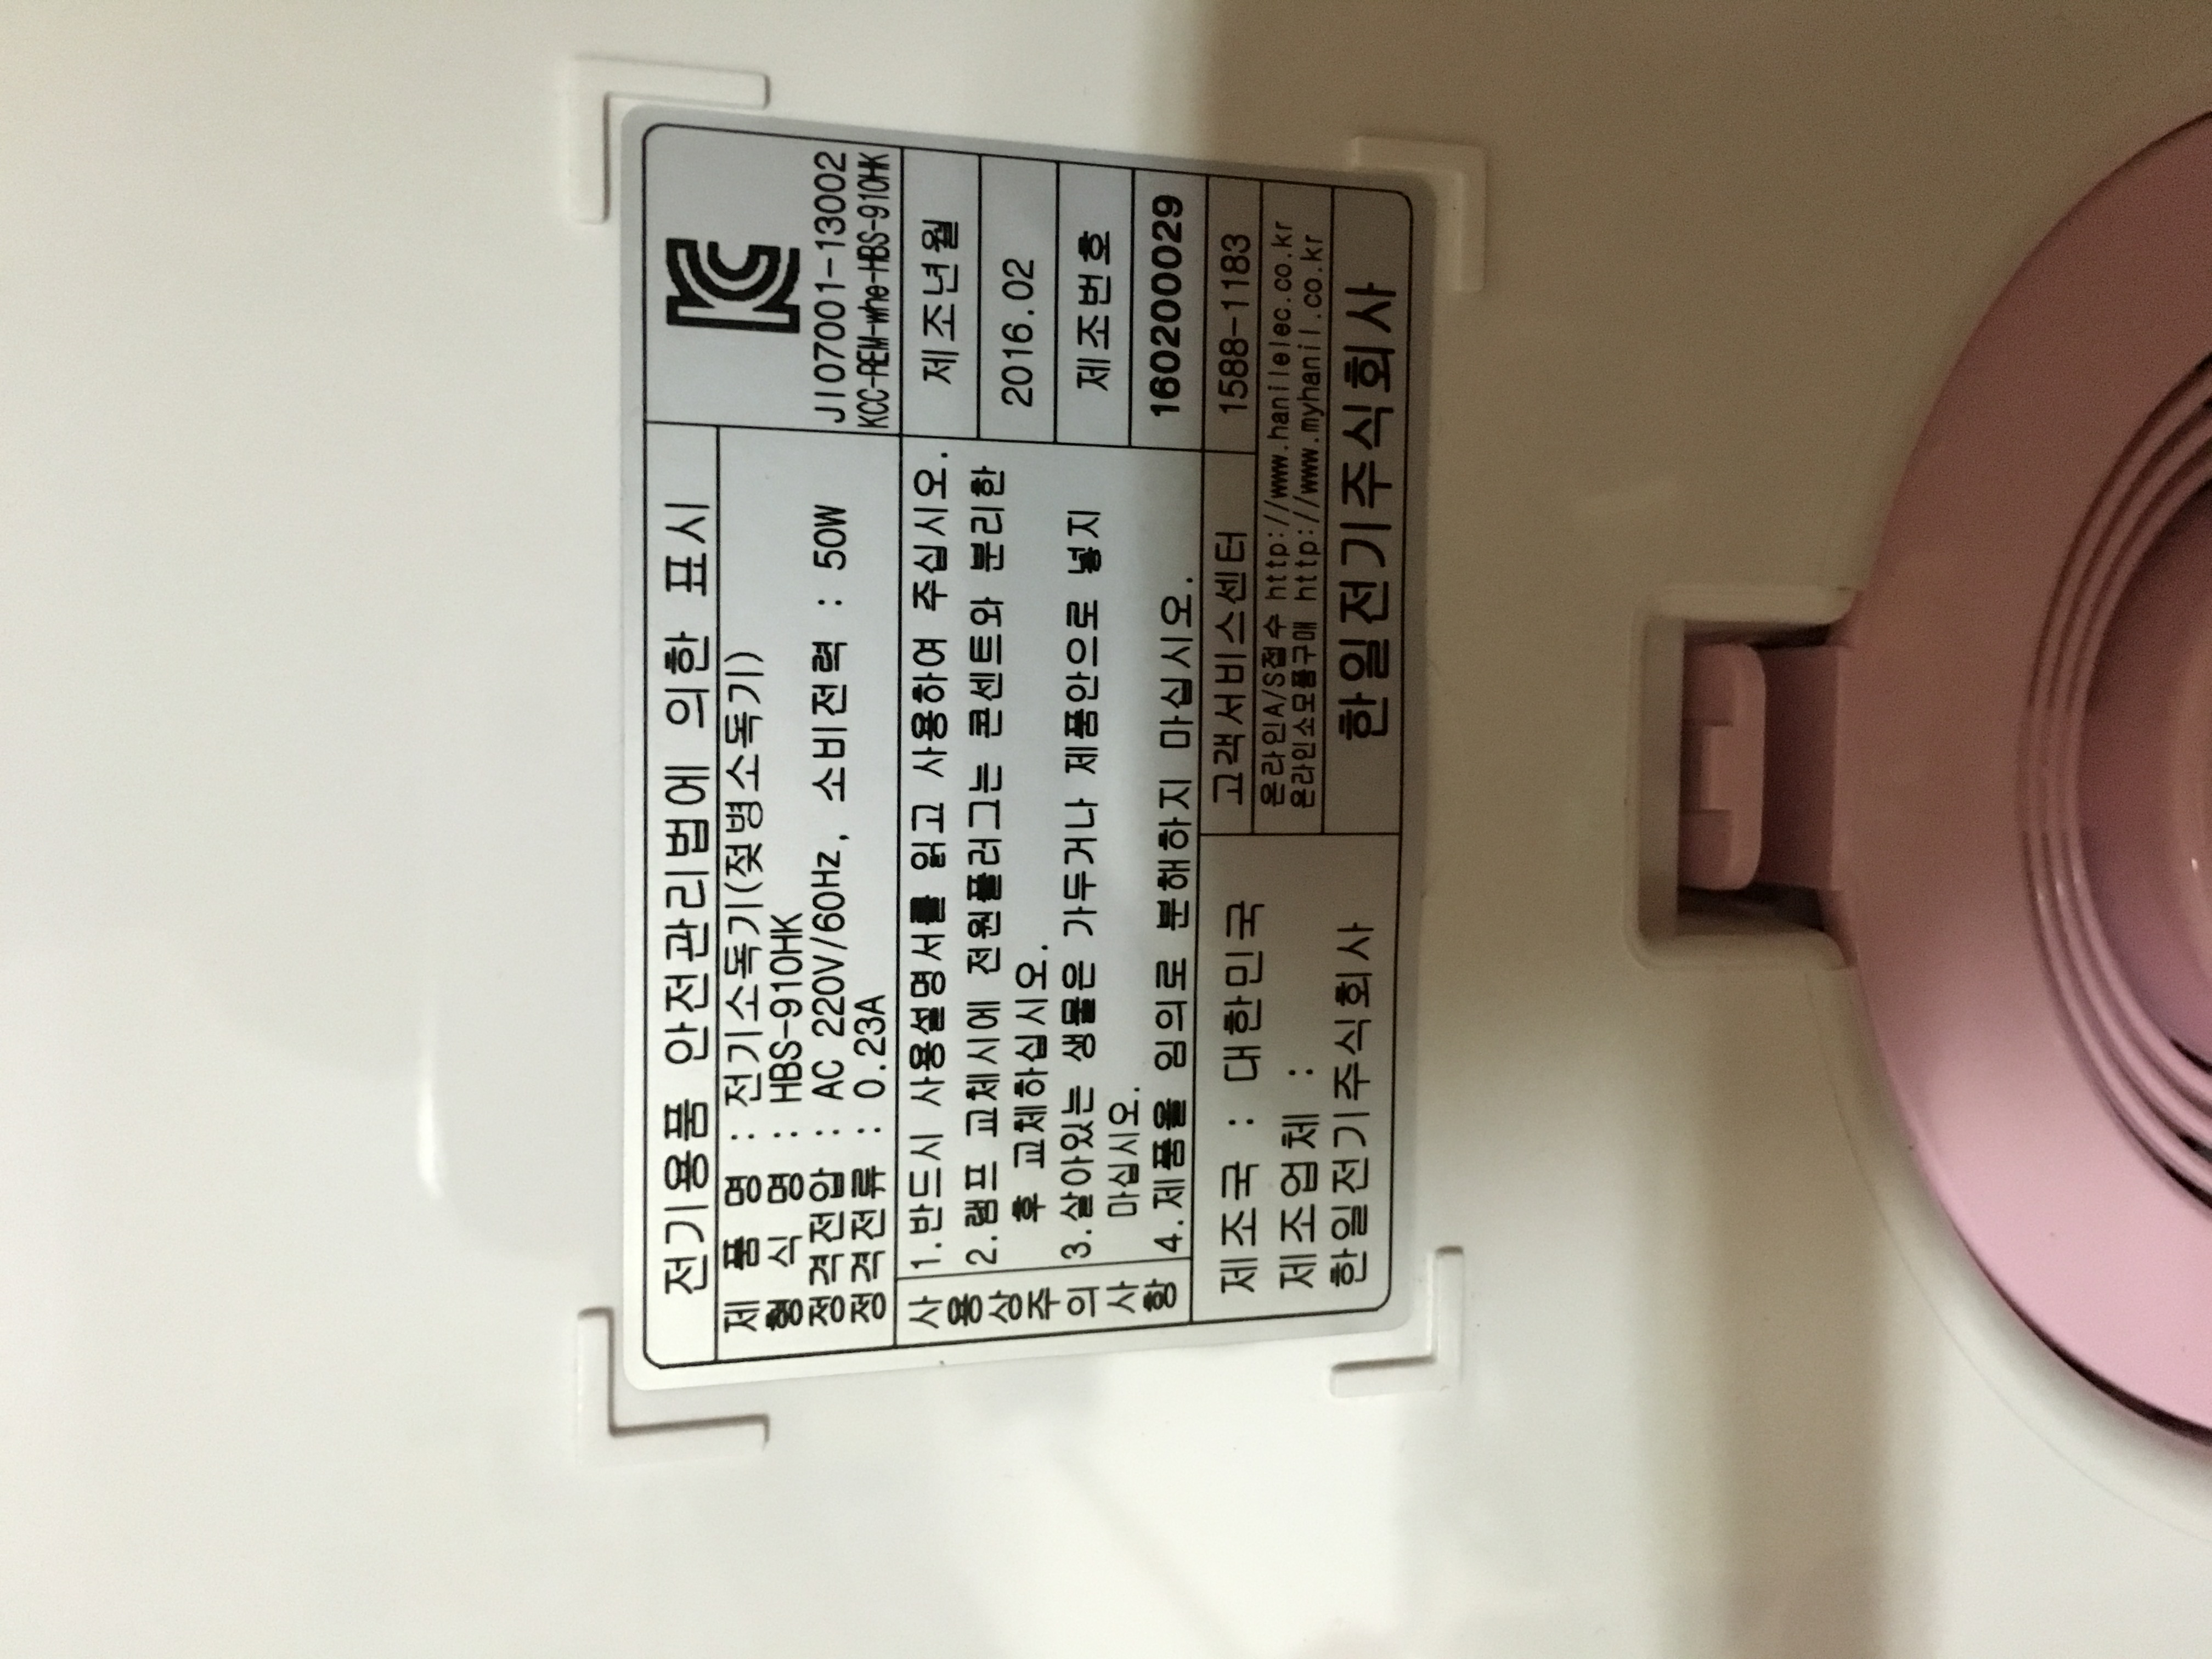 전기용품 안전관리법에 의한 표시
제 품 명 : 전기소독기(젖병소독기)
형 식 명 : HBS-910HK
정격전압 : AC 220V/60Hz, 소비전력 : 50W
정격전류 : 0.23A
KC
JI07001-13002
KCC-REM-whe-HBS-910HK
사용상주의사항
1.반드시 사용설명서를 읽고 사용하여 주십시오.
2.램프 교체시에 전원플러그는 콘센트와 분리한
후 교체하십시오.
3.살아있는 생물은 가두거나 제품안으로 넣지
마십시오.
4.제품을 임의로 분해하지 마십시오.
제조년월
2016.02
제조번호
160200029
제조국 : 대한민국
제조업체 :
한일전기주식회사
고객서비스센터 1588-1183
온라인A/S접수 http://www.hanilelec.co.kr
온라인소모품구매 http://www.myhanil.co.kr
한일전기주식회사